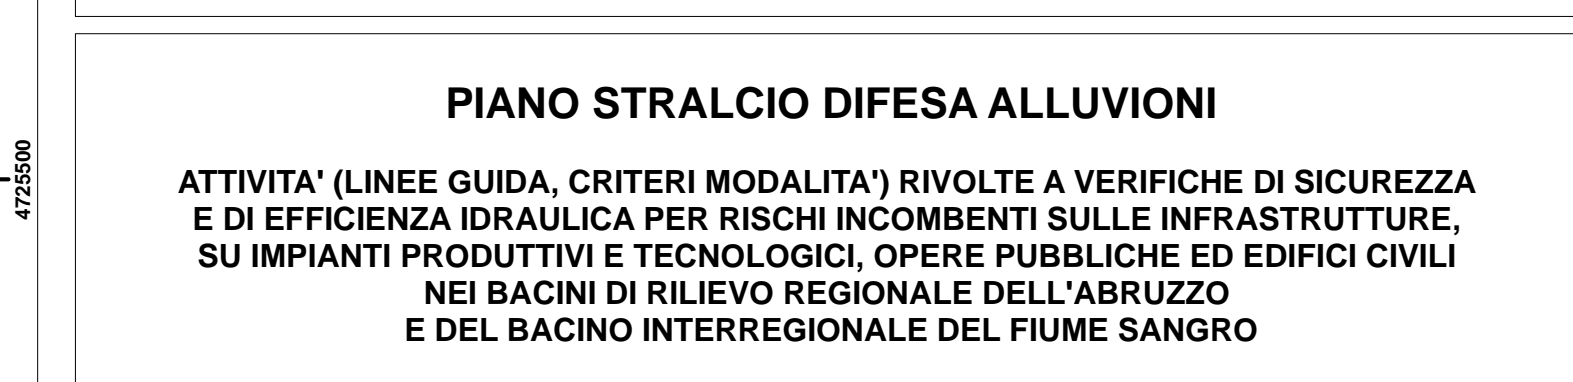 PIANO STRALCIO DIFESA ALLUVIONI
ATTIVITA' (LINEE GUIDA, CRITERI MODALITA') RIVOLTE A VERIFICHE DI SICUREZZA
E DI EFFICIENZA IDRAULICA PER RISCHI INCOMBENTI SULLE INFRASTRUTTURE,
SU IMPIANTI PRODUTTIVI E TECNOLOGICI, OPERE PUBBLICHE ED EDIFICI CIVILI
NEI BACINI DI RILIEVO REGIONALE DELL'ABRUZZO
E DEL BACINO INTERREGIONALE DEL FIUME SANGRO
4725500